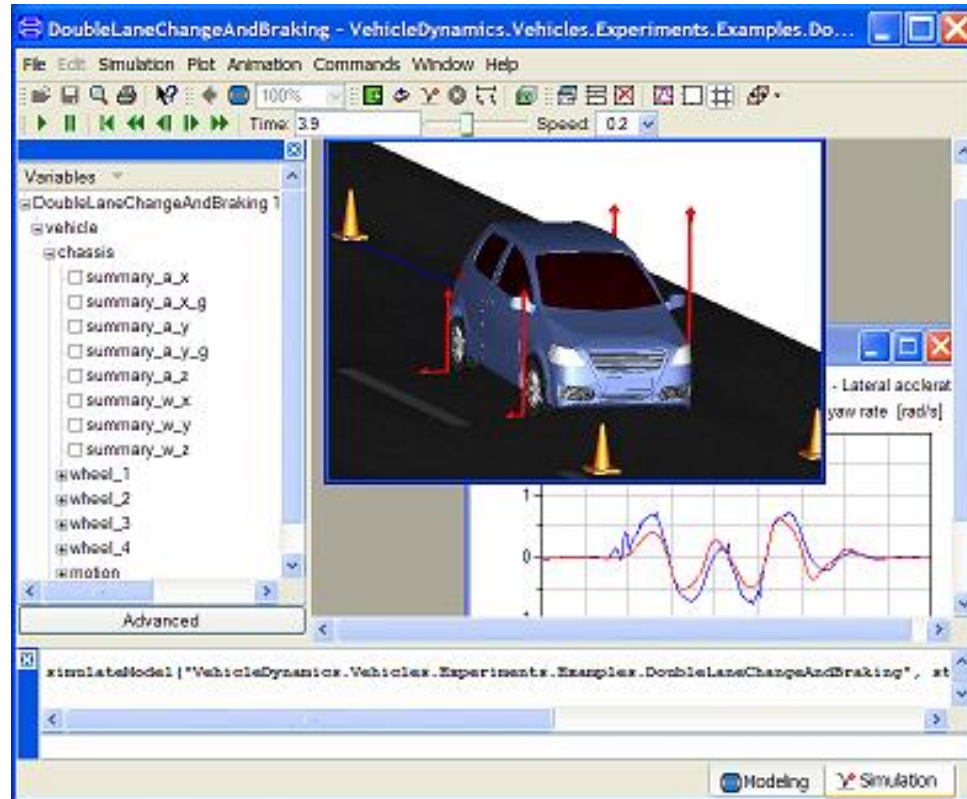 DoubleLaneChangeAndBraking - VehicleDynamics.Vehicles.Experiments.Examples.Do...
File Edit Simulation Plot Animation Commands Window Help
100%
Time: 3.9 Speed: 0.2
Variables
DoubleLaneChangeAndBraking 1
vehicle
chassis
summary_a_x
summary_a_x_g
summary_a_y
summary_a_y_g
summary_a_z
summary_w_x
summary_w_y
summary_w_z
wheel_1
wheel_2
wheel_3
wheel_4
motion
Advanced
- Lateral acclerat
yaw rate [rad/s]
1
0
simulateModel("VehicleDynamics.Vehicles.Experiments.Examples.DoubleLaneChangeAndBraking", st
Modeling Simulation